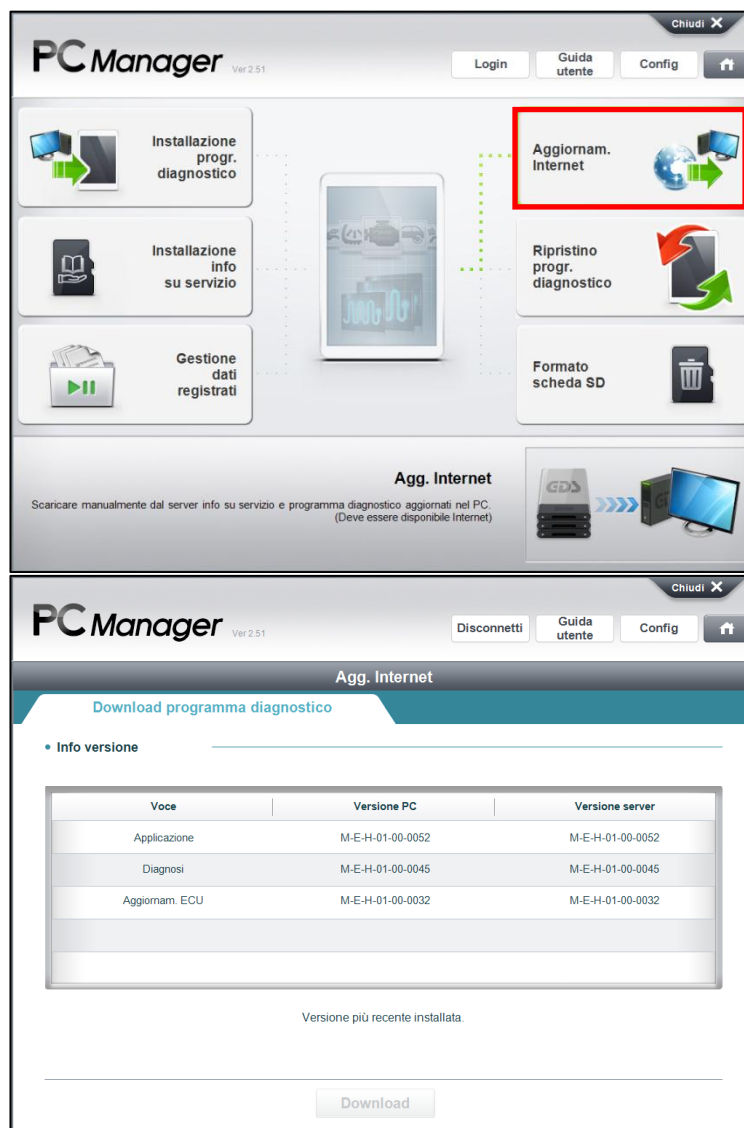 Chiudi X
PC Manager Ver 2.51
Login
Guida
utente
Config
Installazione
progr.
diagnostico
Aggiornam.
Internet
Installazione
info
su servizio
Ripristino
progr.
diagnostico
Gestione
dati
registrati
Formato
scheda SD
Agg. Internet
Scaricare manualmente dal server info su servizio e programma diagnostico aggiornati nel PC.
(Deve essere disponibile Internet)
GDS
Chiudi X
PC Manager Ver 2.51
Disconnetti
Guida
utente
Config
Agg. Internet
Download programma diagnostico
• Info versione
Voce Versione PC Versione server
Applicazione M-E-H-01-00-0052 M-E-H-01-00-0052
Diagnosi M-E-H-01-00-0045 M-E-H-01-00-0045
Aggiornam. ECU M-E-H-01-00-0032 M-E-H-01-00-0032
Versione più recente installata.
Download